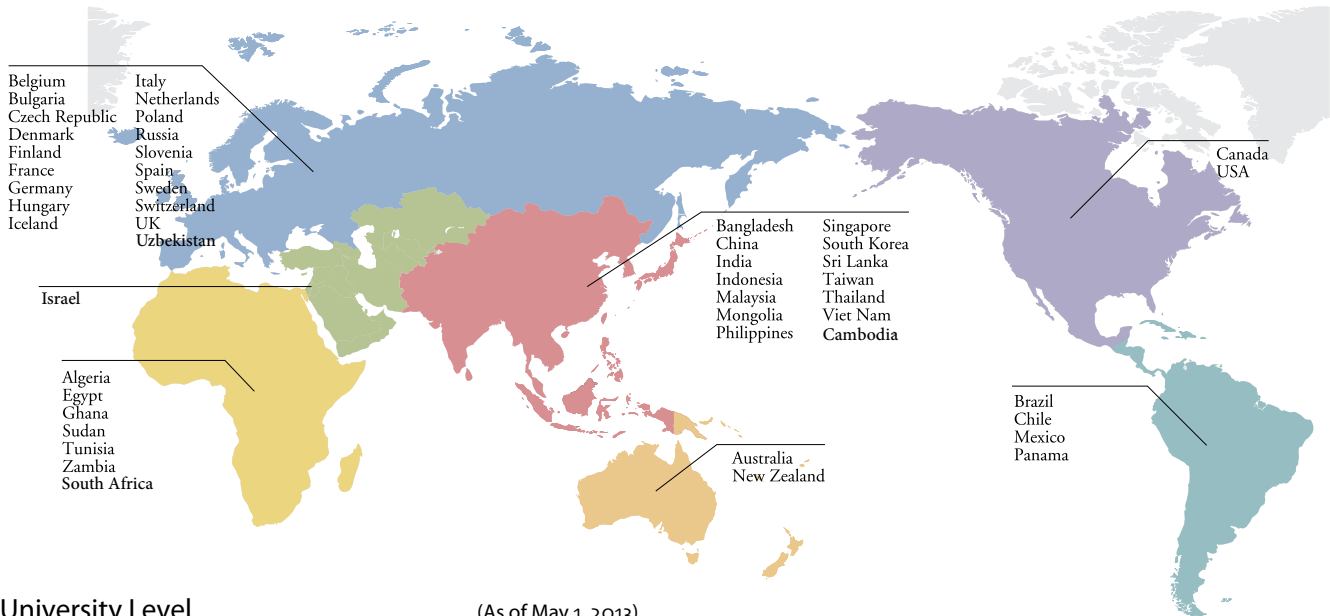 Belgium
Bulgaria
Czech Republic
Denmark
Finland
France
Germany
Hungary
Iceland
Italy
Netherlands
Poland
Russia
Slovenia
Spain
Sweden
Switzerland
UK
Uzbekistan
Canada
USA
Bangladesh
China
India
Indonesia
Malaysia
Mongolia
Philippines
Singapore
South Korea
Sri Lanka
Taiwan
Thailand
Viet Nam
Cambodia
Israel
Algeria
Egypt
Ghana
Sudan
Tunisia
Zambia
South Africa
Brazil
Chile
Mexico
Panama
Australia
New Zealand
University Level
(As of May 1, 2013)